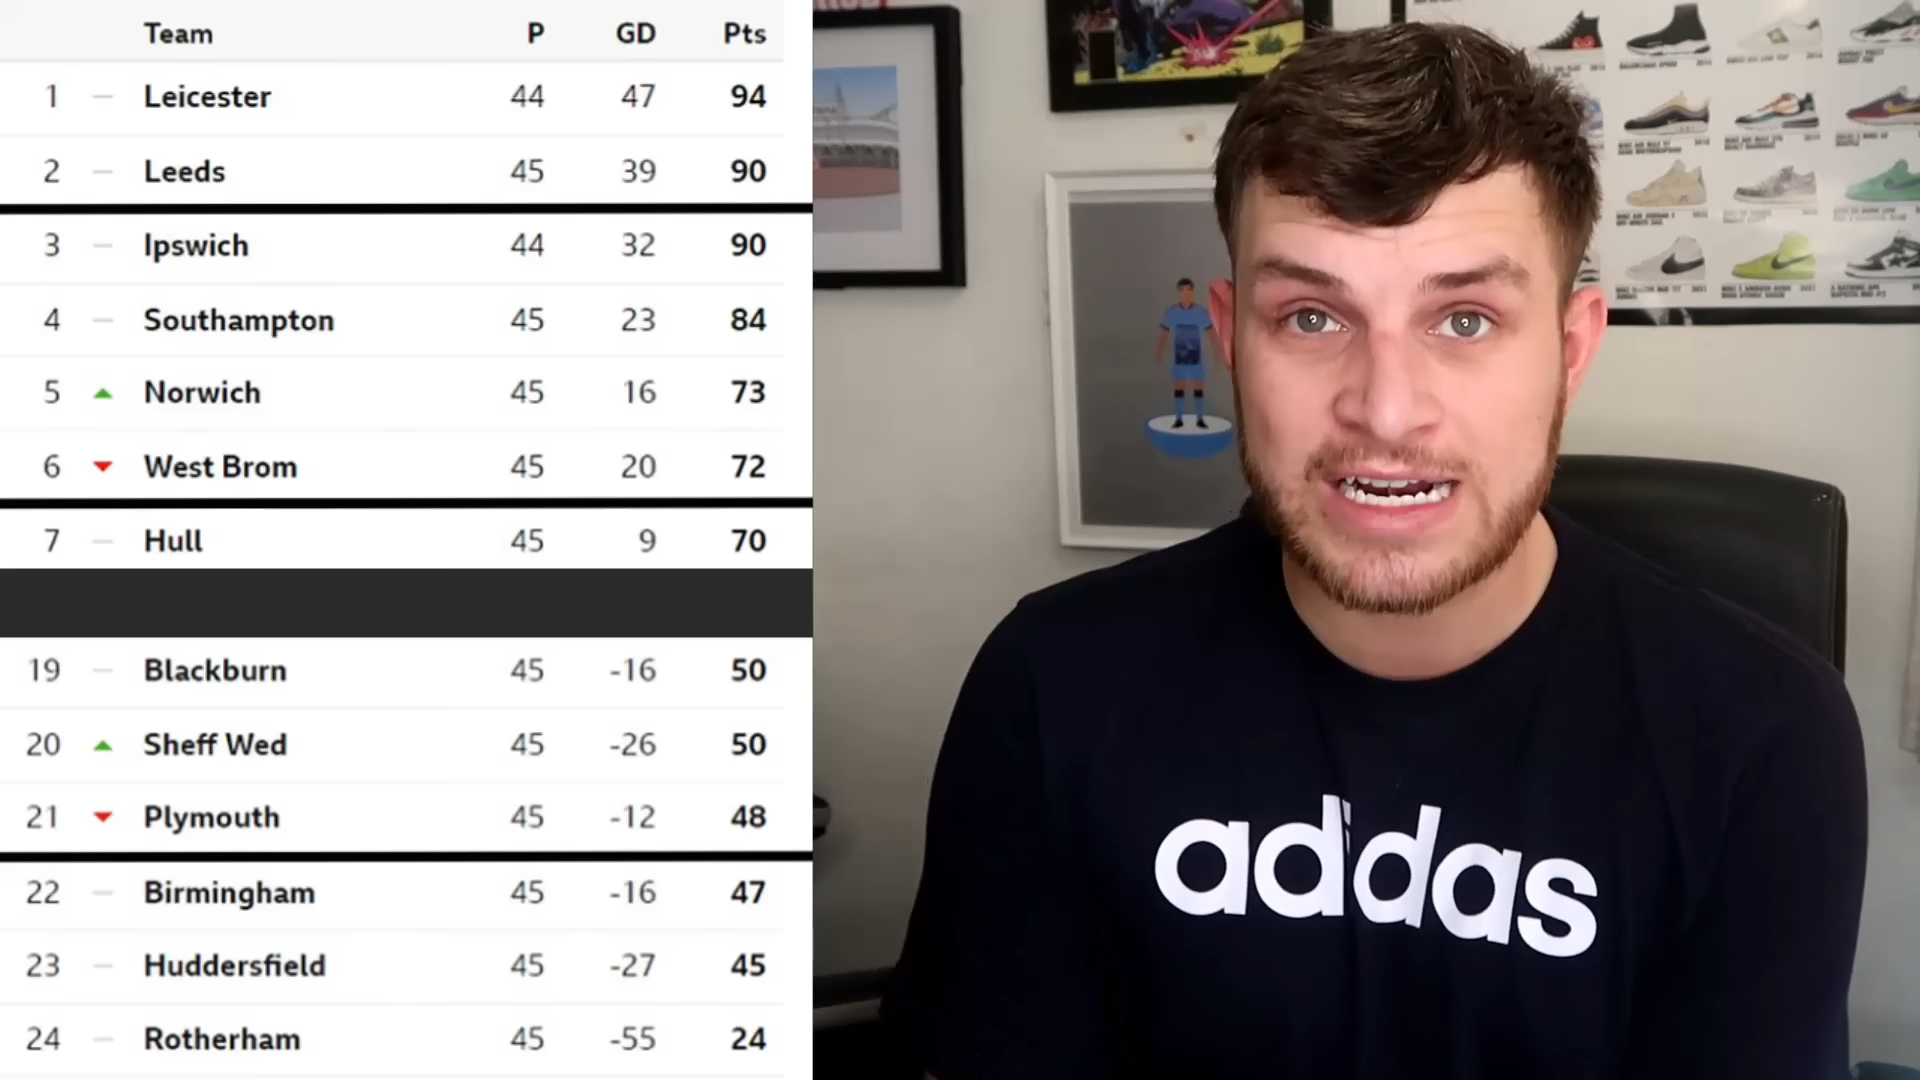 Team P GD Pts
1 – Leicester 44 47 94
2 – Leeds 45 39 90
3 – Ipswich 44 32 90
4 – Southampton 45 23 84
5 Norwich 45 16 73
6 West Brom 45 20 72
7 – Hull 45 9 70
19 – Blackburn 45 -16 50
20 Sheff Wed 45 -26 50
21 Plymouth 45 -12 48
22 – Birmingham 45 -16 47
23 – Huddersfield 45 -27 45
24 – Rotherham 45 -55 24
adidas